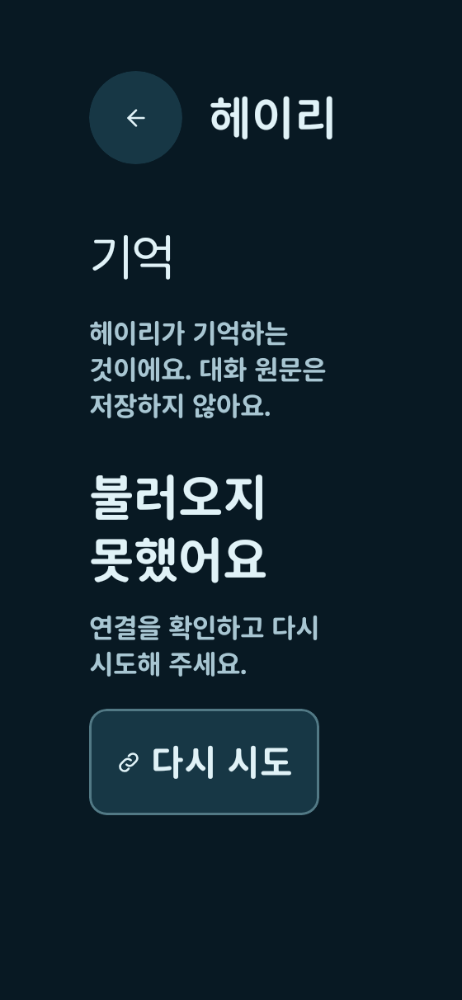 헤이리
기억
헤이리가 기억하는
것이에요. 대화 원문은
저장하지 않아요.
불러오지
못했어요
연결을 확인하고 다시
시도해 주세요.
다시 시도